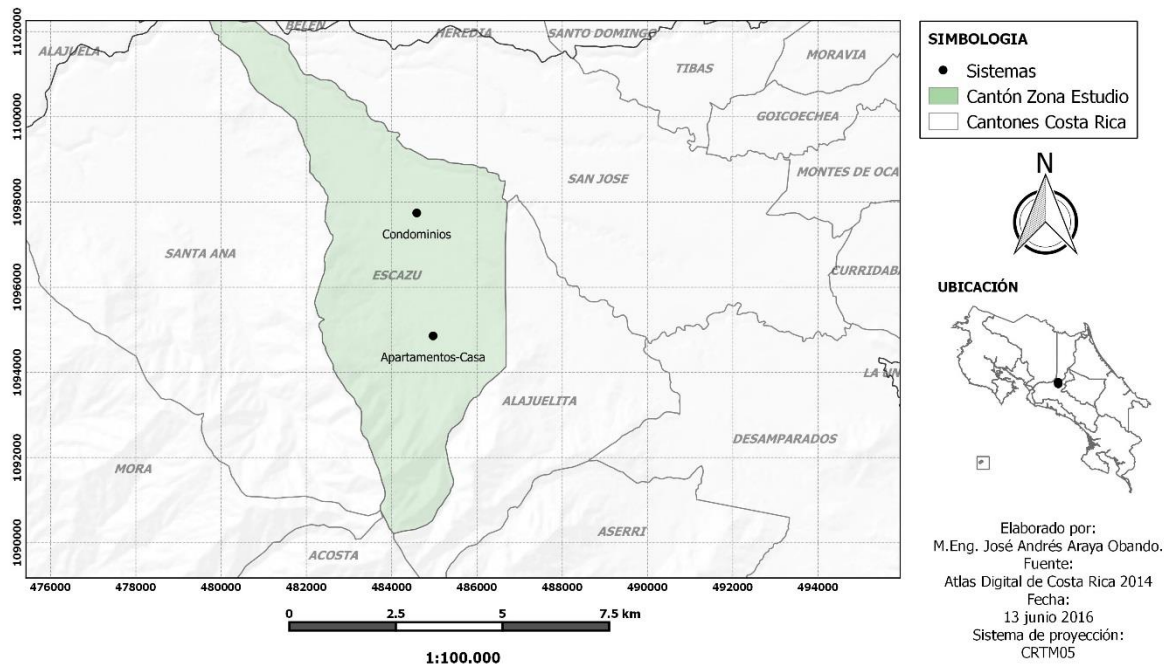 1102000
1100000
1098000
1096000
1094000
1092000
1090000
ALAJUELA
BELEN
HEREDIA
SANTO DOMINGO
TIBAS
MORAVIA
GOICOECHEA
SAN JOSE
MONTES DE OCA
SANTA ANA
Condominios
ESCAZU
CURRIDABA
Apartamentos-Casa
LA UN
ALAJUELITA
DESAMPARADOS
MORA
ASERRI
ACOSTA
476000 478000 480000 482000 484000 486000 488000 490000 492000 494000
0 2.5 5 7.5 km
1:100.000
SIMBOLOGIA
Sistemas
Cantón Zona Estudio
Cantones Costa Rica
N
UBICACIÓN
Elaborado por:
M.Eng. José Andrés Araya Obando.
Fuente:
Atlas Digital de Costa Rica 2014
Fecha:
13 junio 2016
Sistema de proyección:
CRTM05